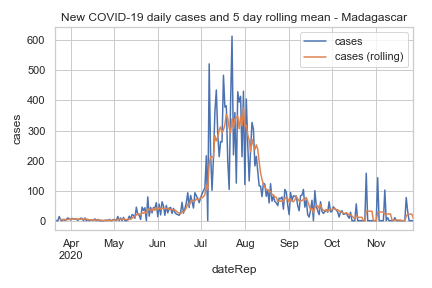 New COVID-19 daily cases and 5 day rolling mean - Madagascar
cases
cases (rolling)
600
500
400
300
200
100
0
cases
Apr May Jun Jul Aug Sep Oct Nov
2020
dateRep